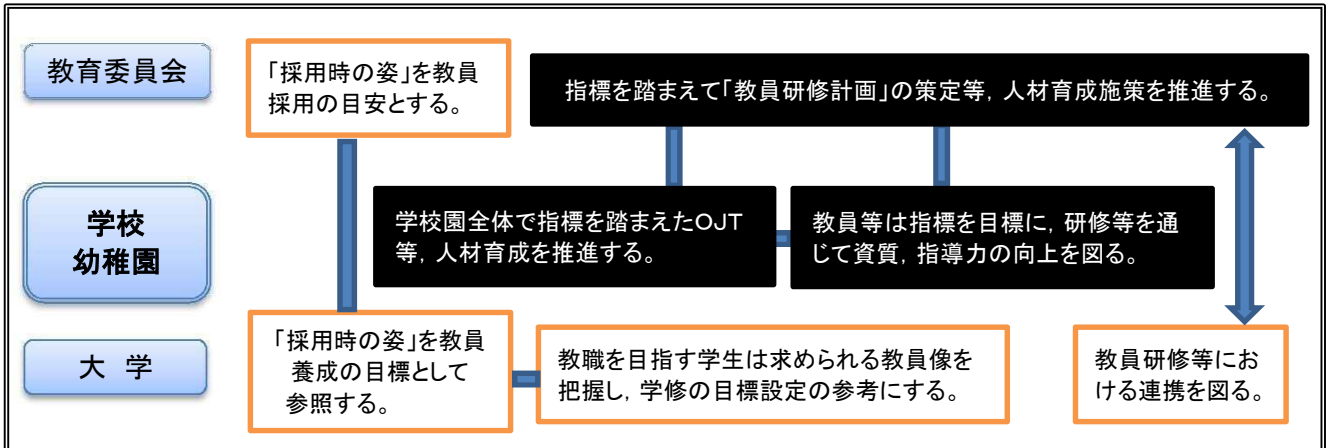 教育委員会
「採用時の姿」を教員
採用の目安とする。
指標を踏まえて「教員研修計画」の策定等，人材育成施策を推進する。
学校
幼稚園
学校園全体で指標を踏まえたＯＪＴ
等，人材育成を推進する。
教員等は指標を目標に，研修等を通
じて資質，指導力の向上を図る。
大 学
「採用時の姿」を教員
養成の目標として
参照する。
教職を目指す学生は求められる教員像を
把握し，学修の目標設定の参考にする。
教員研修等にお
ける連携を図る。